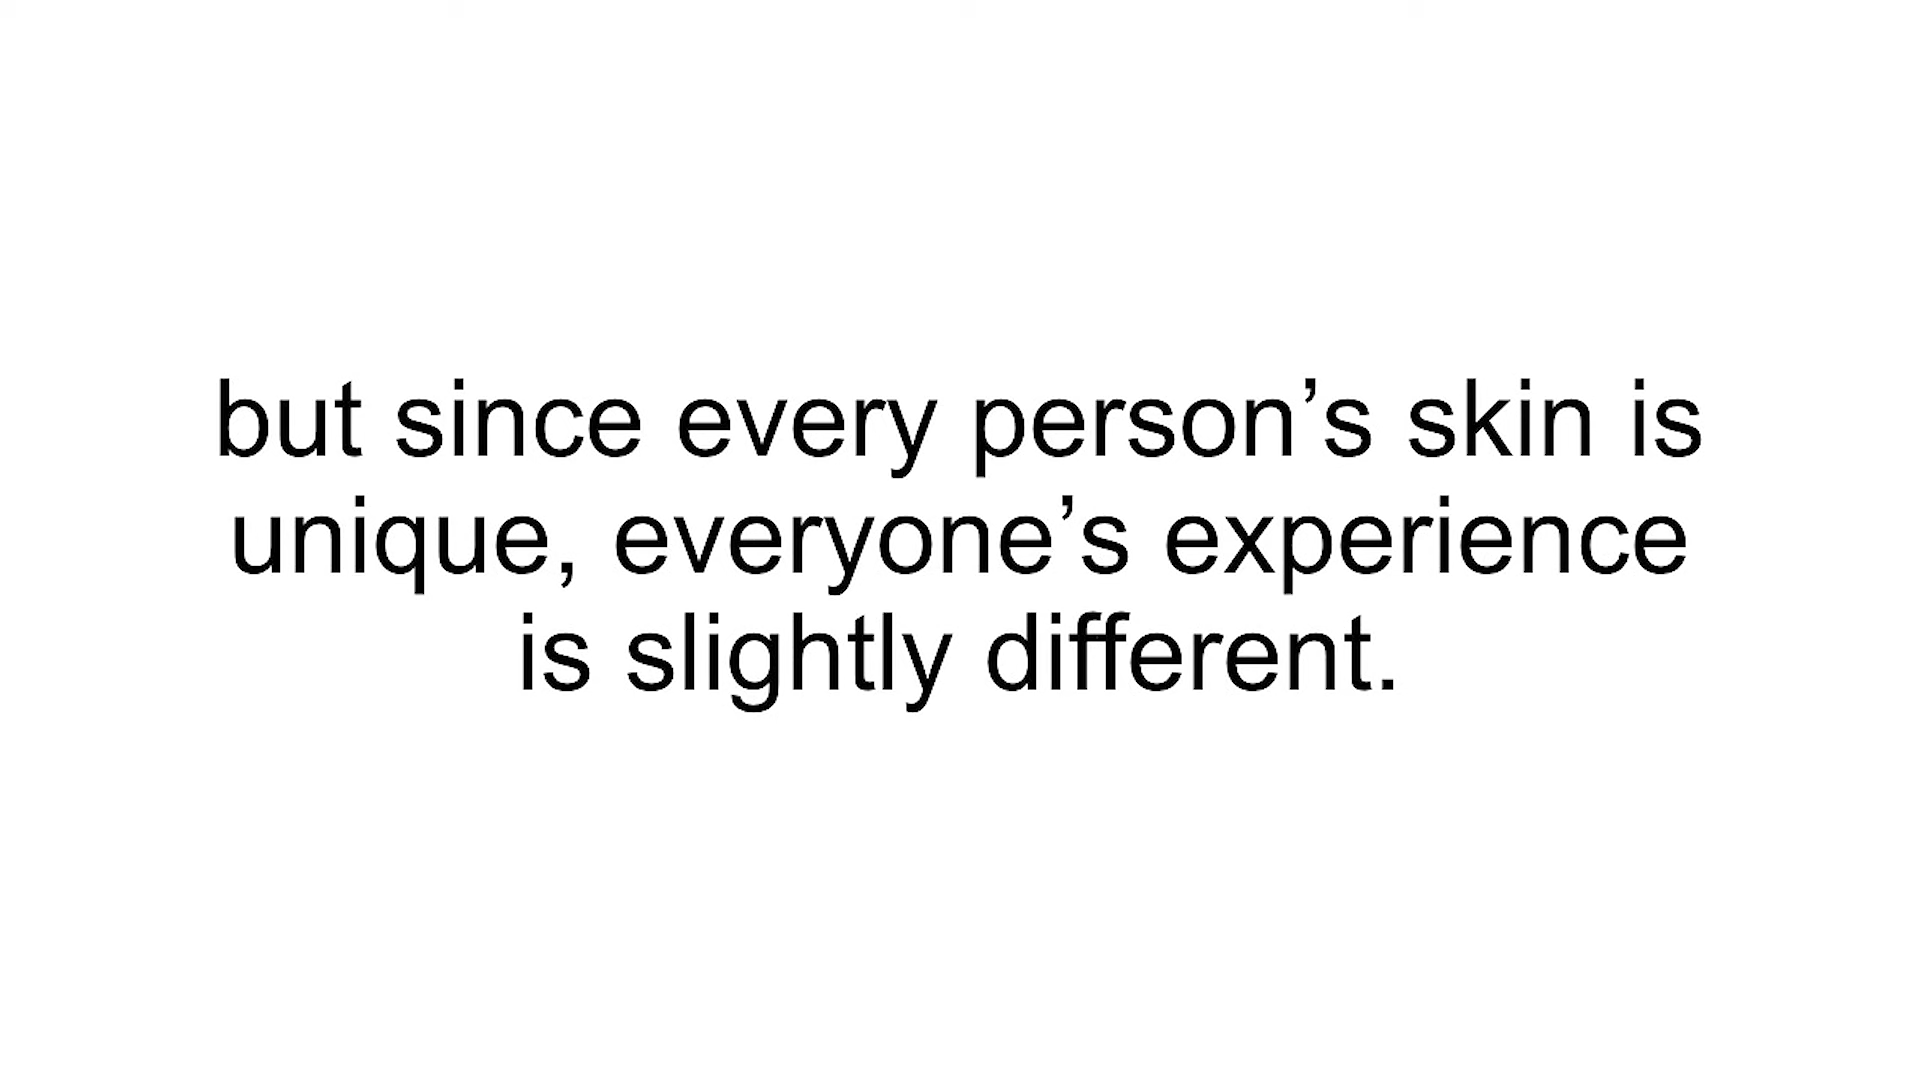 but since every person’s skin is
unique, everyone’s experience
is slightly different.